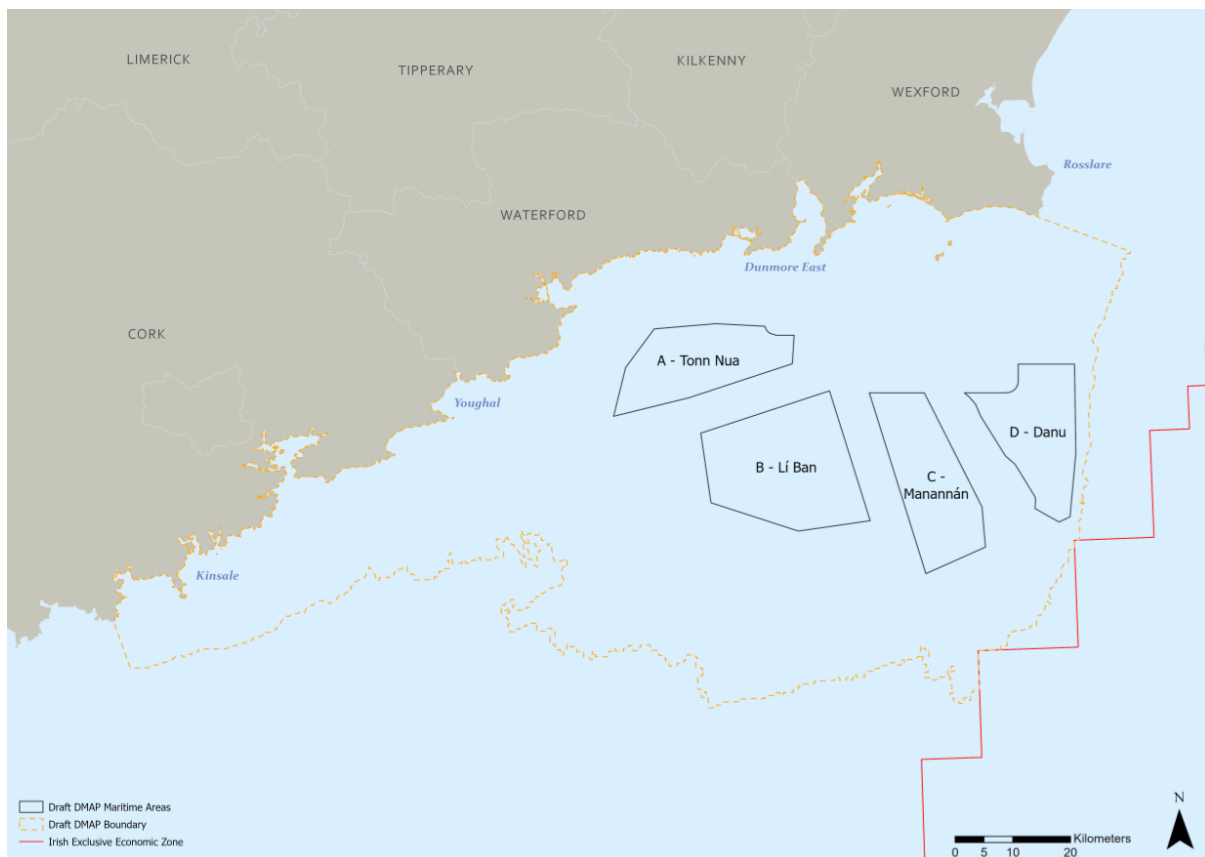 LIMERICK
TIPPERARY
KILKENNY
WEXFORD
Rosslare
WATERFORD
Dunmore East
CORK
A - Tonn Nua
Youghal
D - Danu
B - Lí Ban
C -
Manannán
Kinsale
Draft DMAP Maritime Areas
Draft DMAP Boundary
Irish Exclusive Economic Zone
N
Kilometers
0 5 10 20